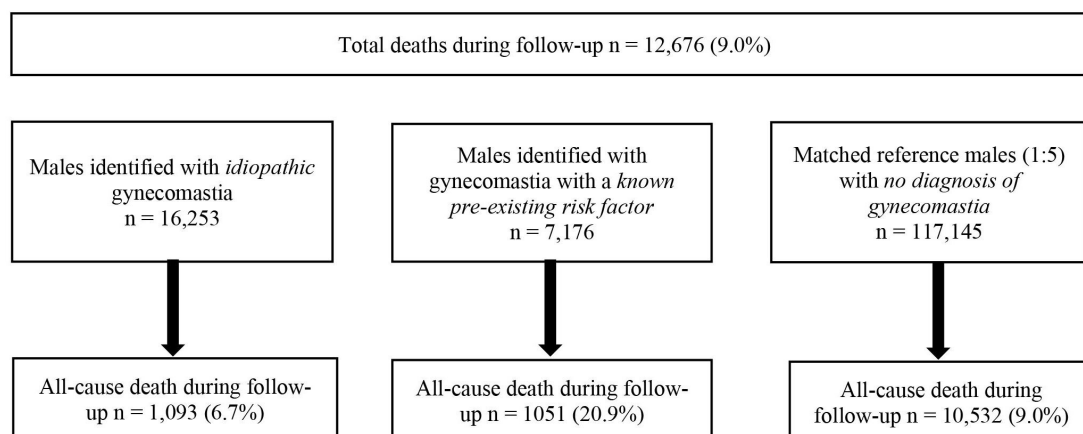 Total deaths during follow-up n = 12,676 (9.0%)
Males identified with idiopathic
gynecomastia
n = 16,253
Males identified with
gynecomastia with a known
pre-existing risk factor
n = 7,176
Matched reference males (1:5)
with no diagnosis of
gynecomastia
n = 117,145
All-cause death during follow-
up n = 1,093 (6.7%)
All-cause death during follow-
up n = 1051 (20.9%)
All-cause death during
follow-up n = 10,532 (9.0%)